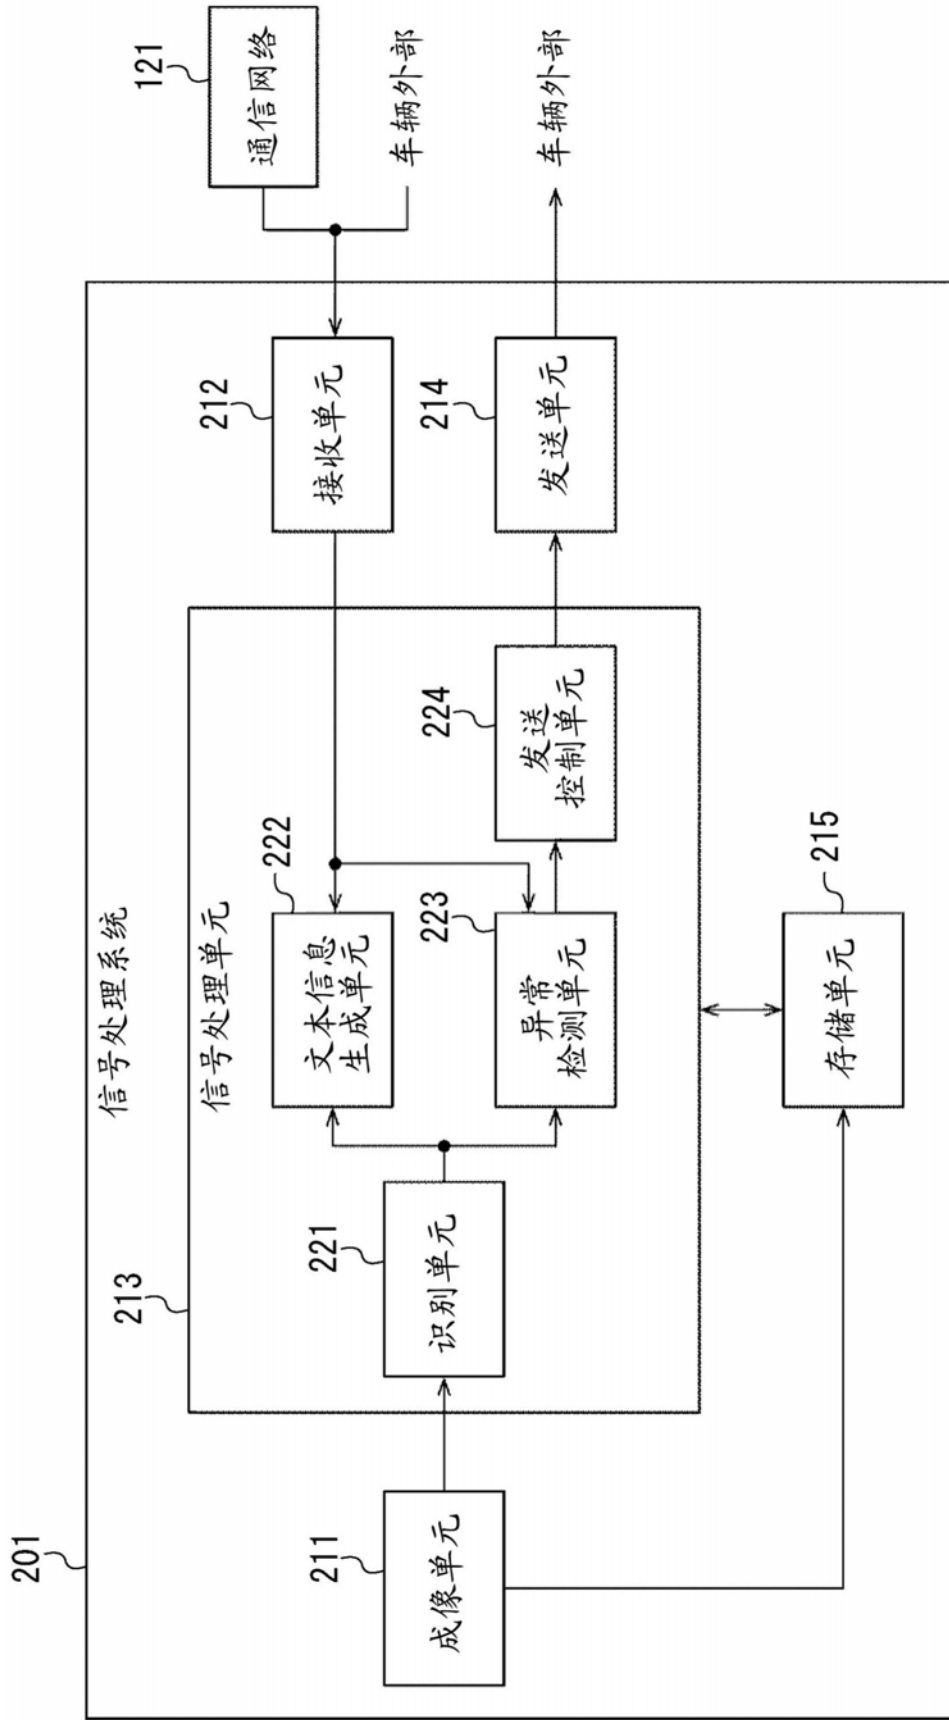 201
信号处理系统
213
信号处理单元
211
成像单元
221
识别单元
222
文本信息
生成单元
223
异常
检测单元
224
发送
控制单元
212
接收单元
214
发送单元
215
存储单元
121
通信网络
车辆外部
车辆外部